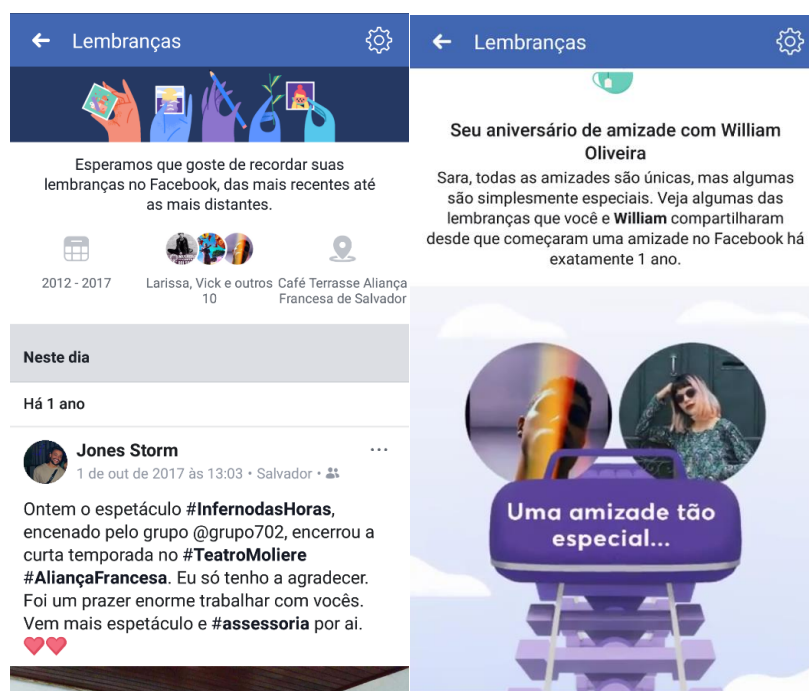 Lembranças
Esperamos que goste de recordar suas
lembranças no Facebook, das mais recentes até
as mais distantes.
2012 - 2017
Larissa, Vick e outros
10
Café Terrasse Aliança
Francesa de Salvador
Neste dia
Há 1 ano
Jones Storm
1 de out de 2017 às 13:03 • Salvador •
Ontem o espetáculo #InfernodasHoras,
encenado pelo grupo @grupo702, encerrou a
curta temporada no #TeatroMoliere
#AliançaFrancesa. Eu só tenho a agradecer.
Foi um prazer enorme trabalhar com vocês.
Vem mais espetáculo e #assessoria por ai.
Lembranças
Seu aniversário de amizade com William
Oliveira
Sara, todas as amizades são únicas, mas algumas
são simplesmente especiais. Veja algumas das
lembranças que você e William compartilharam
desde que começaram uma amizade no Facebook há
exatamente 1 ano.
Uma amizade tão
especial...